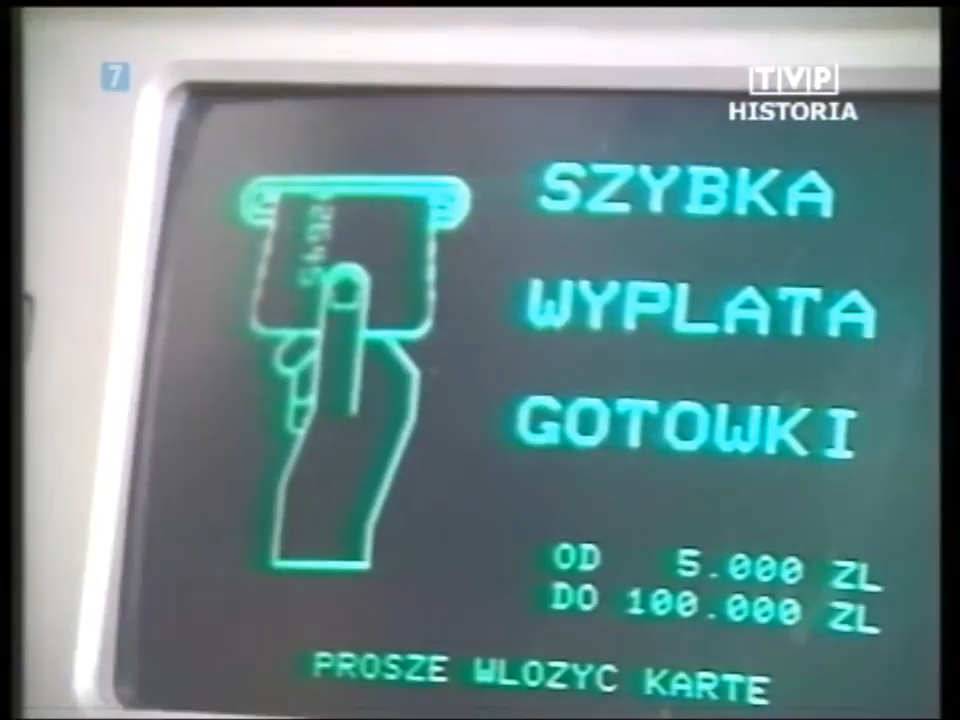 7
TVP
HISTORIA
SZYBKA
WYPLATA
GOTOWKI
OD 5.000 ZL
DO 100.000 ZL
PROSZE WLOZYC KARTE